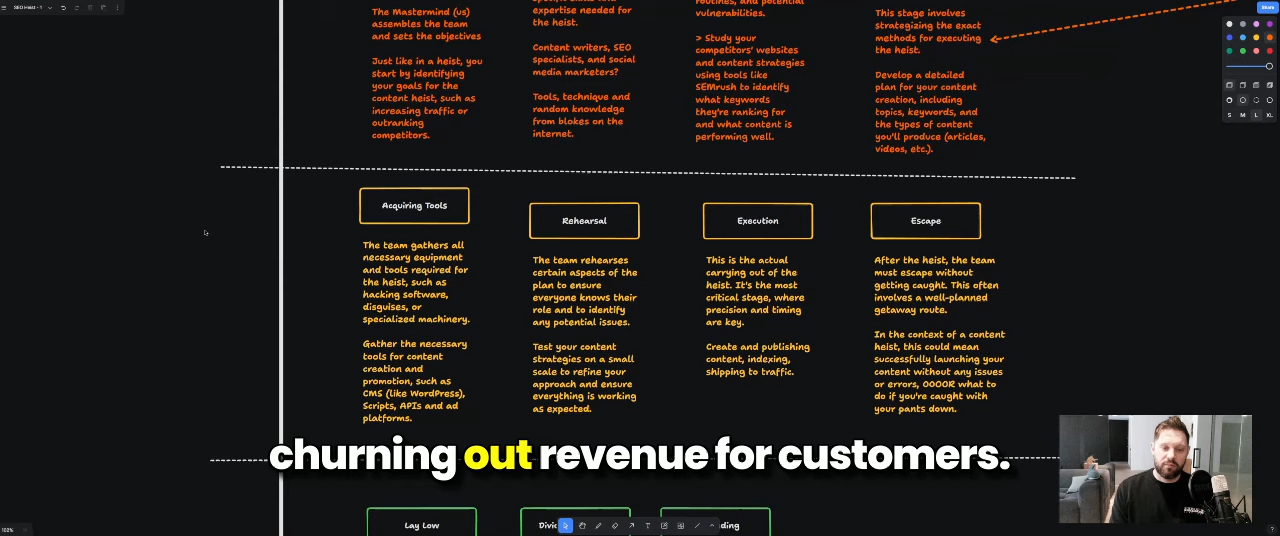 SEO Heist - 1
Share
The Mastermind (us)
assembles the team
and sets the objectives
Just like in a heist, you
start by identifying
your goals for the
content heist, such as
increasing traffic or
outranking
competitors.
expertise needed for
the heist.
Content writers, SEO
specialists, and social
media marketers?
Tools, technique and
random knowledge
from blokes on the
internet.
routines, and potential
vulnerabilities.
> Study your
competitors' websites
and content strategies
using tools like
SEMrush to identify
what keywords
they're ranking for
and what content is
performing well.
This stage involves
strategizing the exact
methods for executing
the heist.
Develop a detailed
plan for your content
creation, including
topics, keywords, and
the types of content
you'll produce (articles,
videos, etc.).
S M L XL
Acquiring Tools
The team gathers all
necessary equipment
and tools required for
the heist, such as
hacking software,
disguises, or
specialized machinery.
Gather the necessary
tools for content
creation and
promotion, such as
CMS (like WordPress),
Scripts, APIs and ad
platforms.
Rehearsal
The team rehearses
certain aspects of the
plan to ensure
everyone knows their
role and to identify
any potential issues.
Test your content
strategies on a small
scale to refine your
approach and ensure
everything is working
as expected.
Execution
This is the actual
carrying out of the
heist. It's the most
critical stage, where
precision and timing
are key.
Create and publishing
content, indexing,
shipping to traffic.
Escape
After the heist, the team
must escape without
getting caught. This often
involves a well-planned
getaway route.
In the context of a content
heist, this could mean
successfully launching your
content without any issues
or errors, OOOOR what to
do if you're caught with
your pants down.
churning out revenue for customers.
Lay Low
102%